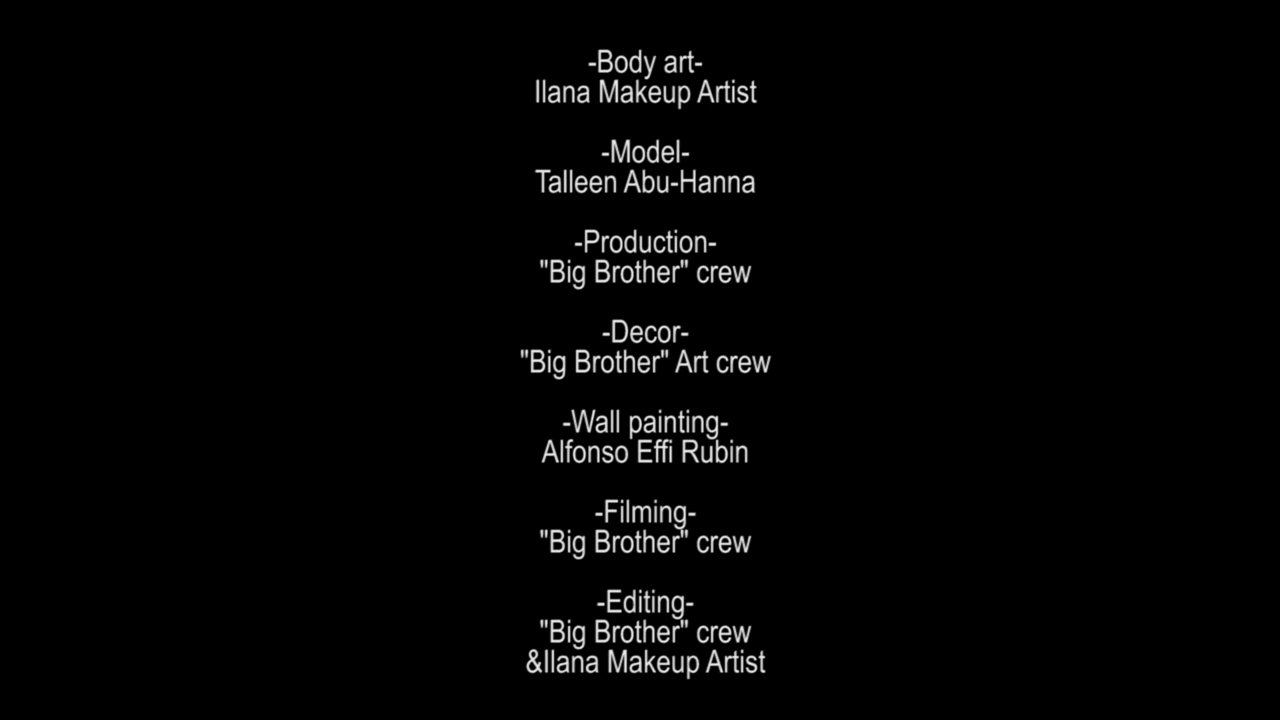 -Body art-
Ilana Makeup Artist
-Model-
Talleen Abu-Hanna
-Production-
"Big Brother" crew
-Decor-
"Big Brother" Art crew
-Wall painting-
Alfonso Effi Rubin
-Filming-
"Big Brother" crew
-Editing-
"Big Brother" crew
&Ilana Makeup Artist